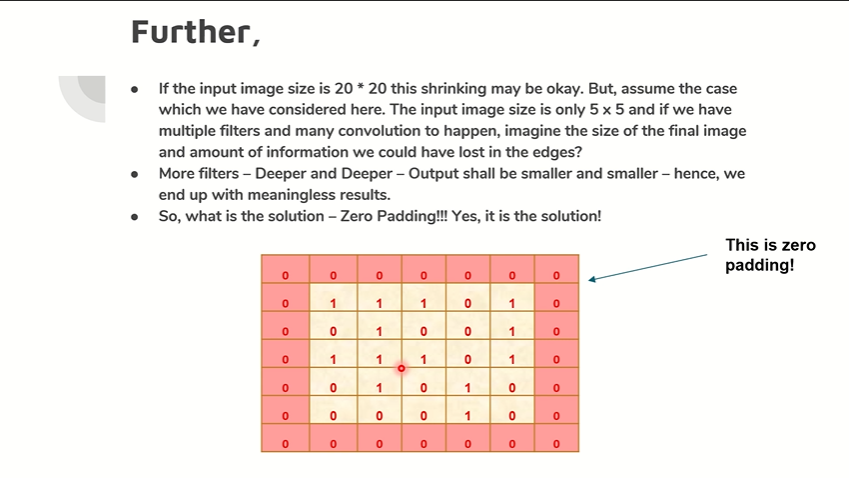 Further,
● If the input image size is 20 * 20 this shrinking may be okay. But, assume the case
which we have considered here. The input image size is only 5 x 5 and if we have
multiple filters and many convolution to happen, imagine the size of the final image
and amount of information we could have lost in the edges?
● More filters – Deeper and Deeper – Output shall be smaller and smaller – hence, we
end up with meaningless results.
● So, what is the solution – Zero Padding!!! Yes, it is the solution!
This is zero
padding!
0 0 0 0 0 0 0
0 1 1 1 0 1 0
0 0 1 0 0 1 0
0 1 1 1 0 1 0
0 0 1 0 1 0 0
0 0 0 0 1 0 0
0 0 0 0 0 0 0